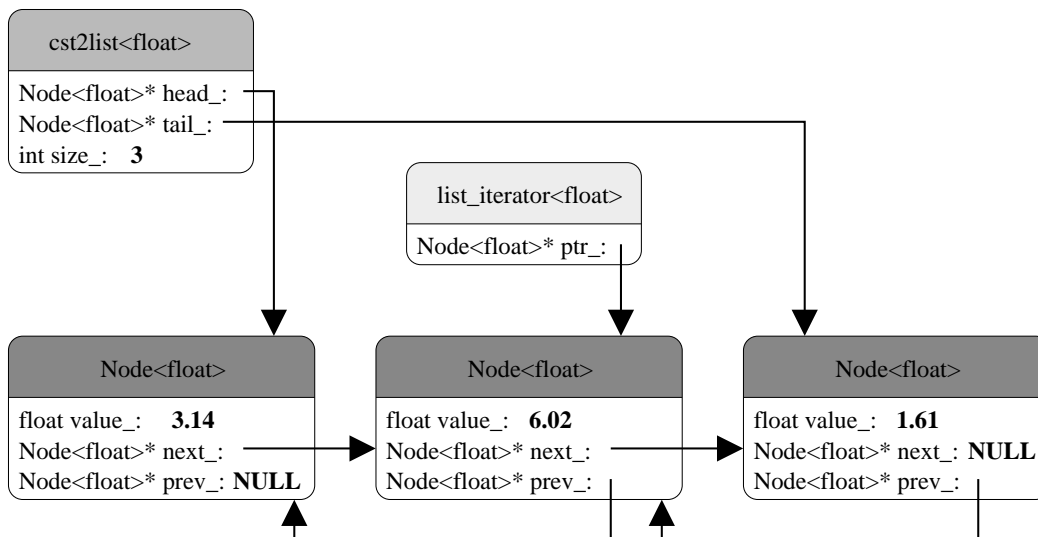 cst2list<float>
Node<float>* head_:
Node<float>* tail_:
int size_: 3
list_iterator<float>
Node<float>* ptr_:
Node<float>
float value_: 3.14
Node<float>* next_:
Node<float>* prev_: NULL
Node<float>
float value_: 6.02
Node<float>* next_:
Node<float>* prev_:
Node<float>
float value_: 1.61
Node<float>* next_: NULL
Node<float>* prev_: